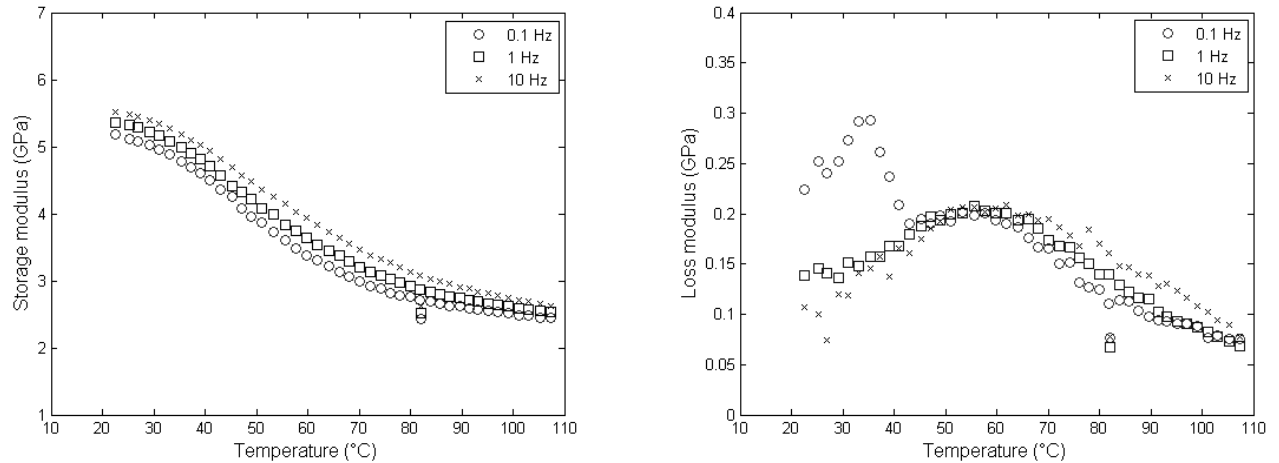 7
6
5
4
3
2
1
10 20 30 40 50 60 70 80 90 100 110
Storage modulus (GPa)
Temperature (°C)
0.1 Hz
1 Hz
10 Hz
0.4
0.35
0.3
0.25
0.2
0.15
0.1
0.05
0
10 20 30 40 50 60 70 80 90 100 110
Loss modulus (GPa)
Temperature (°C)
0.1 Hz
1 Hz
10 Hz